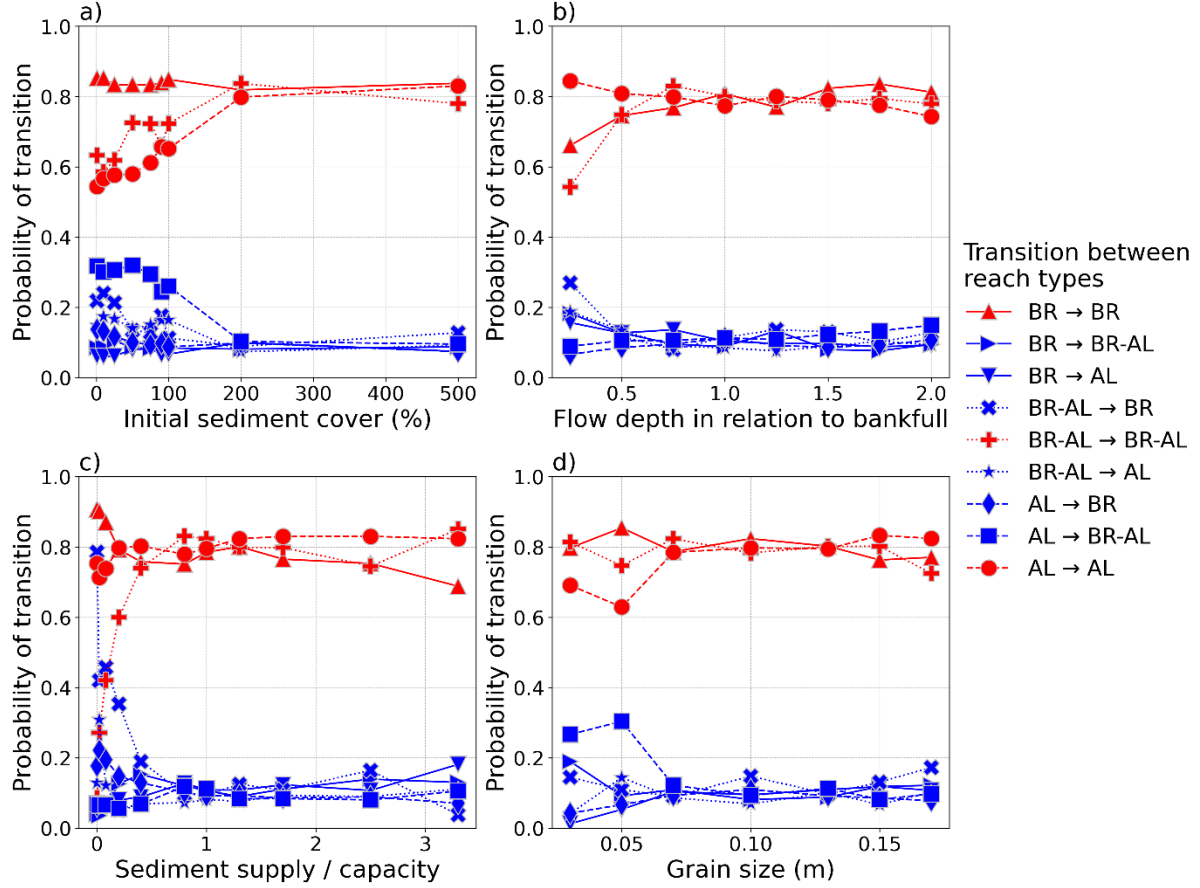 a)
1.0
0.8
0.6
0.4
0.2
0.0
Probability of transition
0 100 200 300 400 500
Initial sediment cover (%)
b)
1.0
0.8
0.6
0.4
0.2
0.0
Probability of transition
0.5 1.0 1.5 2.0
Flow depth in relation to bankfull
c)
1.0
0.8
0.6
0.4
0.2
0.0
Probability of transition
0 1 2 3
Sediment supply / capacity
d)
1.0
0.8
0.6
0.4
0.2
0.0
Probability of transition
0.05 0.10 0.15
Grain size (m)
Transition between
reach types
BR → BR
BR → BR-AL
BR → AL
BR-AL → BR
BR-AL → BR-AL
BR-AL → AL
AL → BR
AL → BR-AL
AL → AL